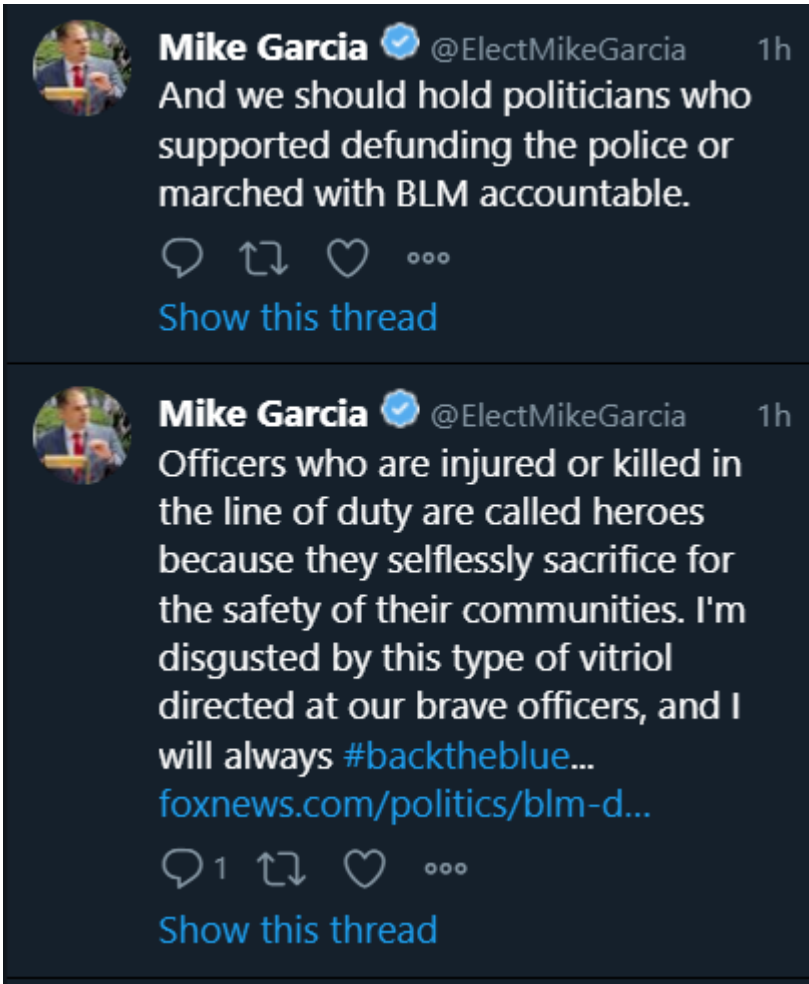 Mike Garcia @ElectMikeGarcia 1h
And we should hold politicians who
supported defunding the police or
marched with BLM accountable.
Show this thread
Mike Garcia @ElectMikeGarcia 1h
Officers who are injured or killed in
the line of duty are called heroes
because they selflessly sacrifice for
the safety of their communities. I'm
disgusted by this type of vitriol
directed at our brave officers, and I
will always #backtheblue...
foxnews.com/politics/blm-d...
1
Show this thread